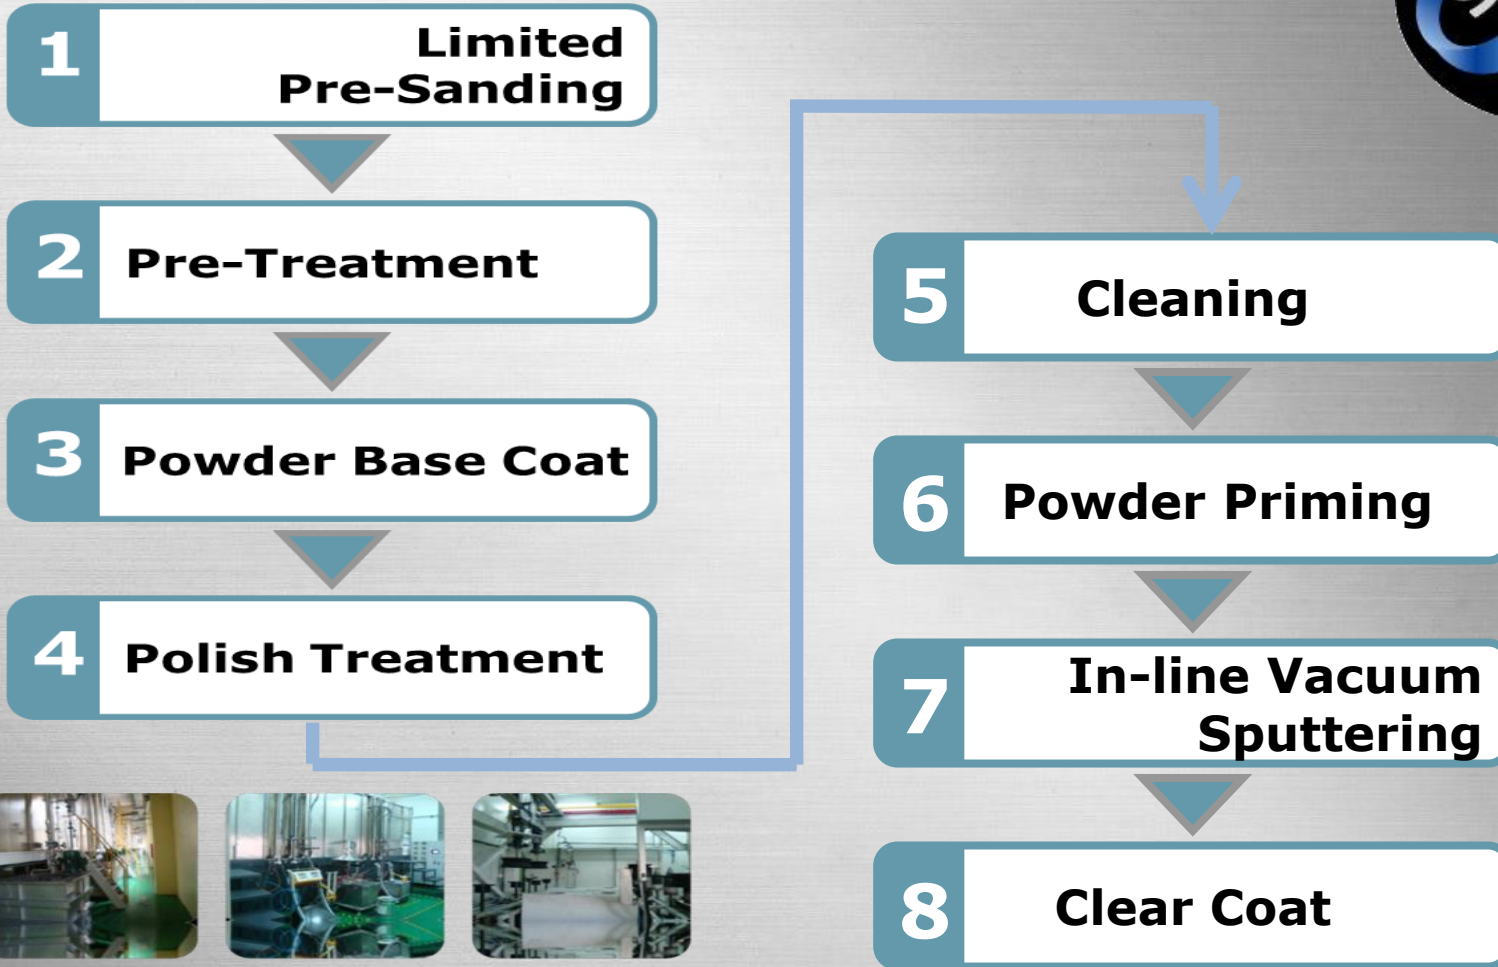 1
Limited
Pre-Sanding
2
Pre-Treatment
3
Powder Base Coat
4
Polish Treatment
5
Cleaning
6
Powder Priming
7
In-line Vacuum
Sputtering
8
Clear Coat